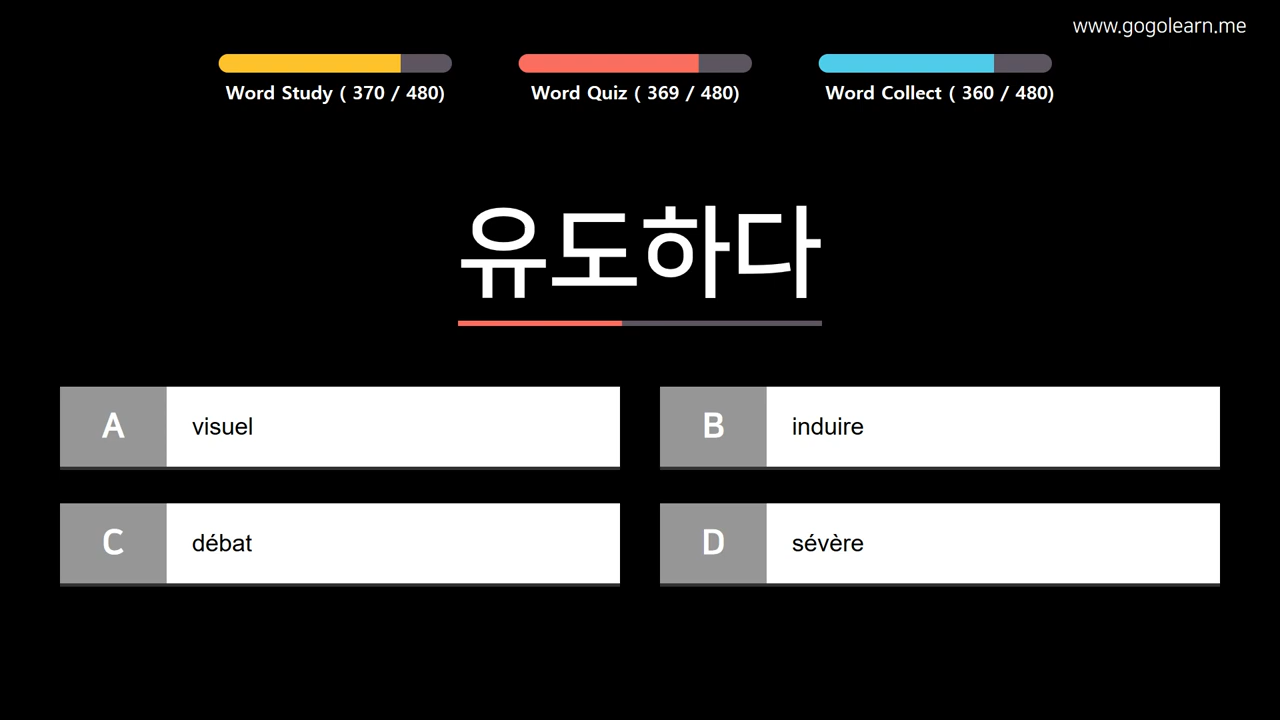 www.gogolearn.me
Word Study ( 370 / 480)
Word Quiz ( 369 / 480)
Word Collect ( 360 / 480)
유도하다
A visuel
B induire
C débat
D sévère